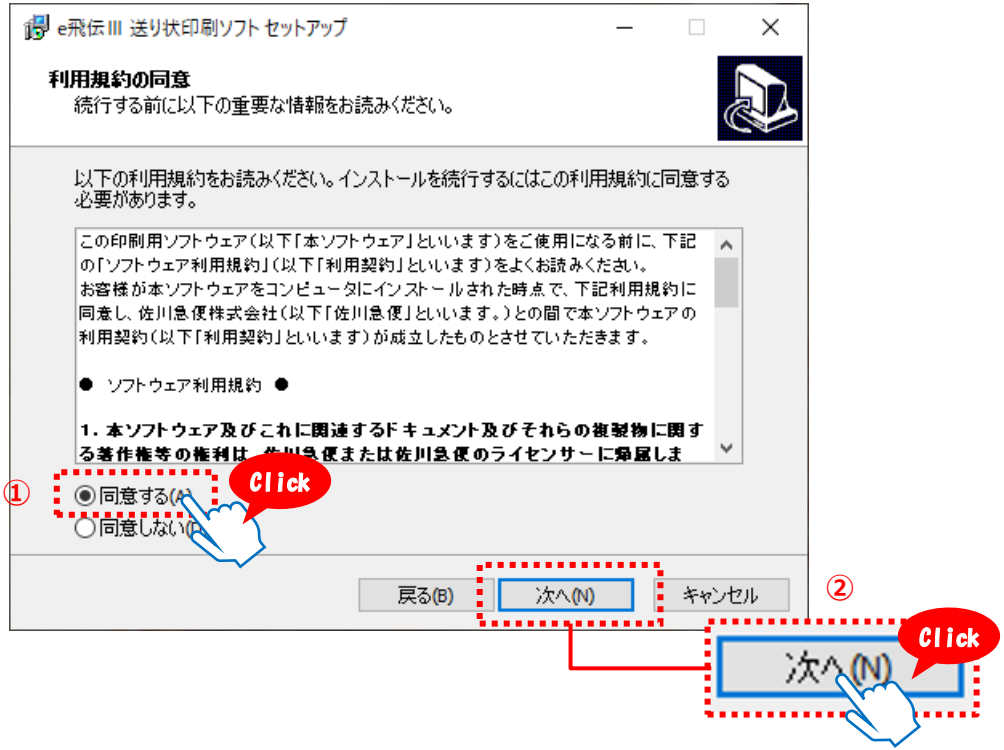 e飛伝Ⅲ 送り状印刷ソフト セットアップ
利用規約の同意
続行する前に以下の重要な情報をお読みください。
以下の利用規約をお読みください。インストールを続行するにはこの利用規約に同意する
必要があります。
この印刷用ソフトウェア(以下「本ソフトウェア」といいます)をご使用になる前に、下記
の「ソフトウェア利用規約」(以下「利用契約」といいます)をよくお読みください。
お客様が本ソフトウェアをコンピュータにインストールされた時点で、下記利用規約に
同意し、佐川急便株式会社(以下「佐川急便」といいます。)との間で本ソフトウェアの
利用契約(以下「利用契約」といいます)が成立したものとさせていただきます。
● ソフトウェア利用規約 ●
1. 本ソフトウェア及びこれに関連するドキュメント及びそれらの複製物に関す
る著作権等の権利は、佐川急便または佐川急便のライセンサーに帰属しま
Click
① 同意する(A)
同意しない(D
戻る(B) 次へ(N) キャンセル
②
Click
次へ(N)